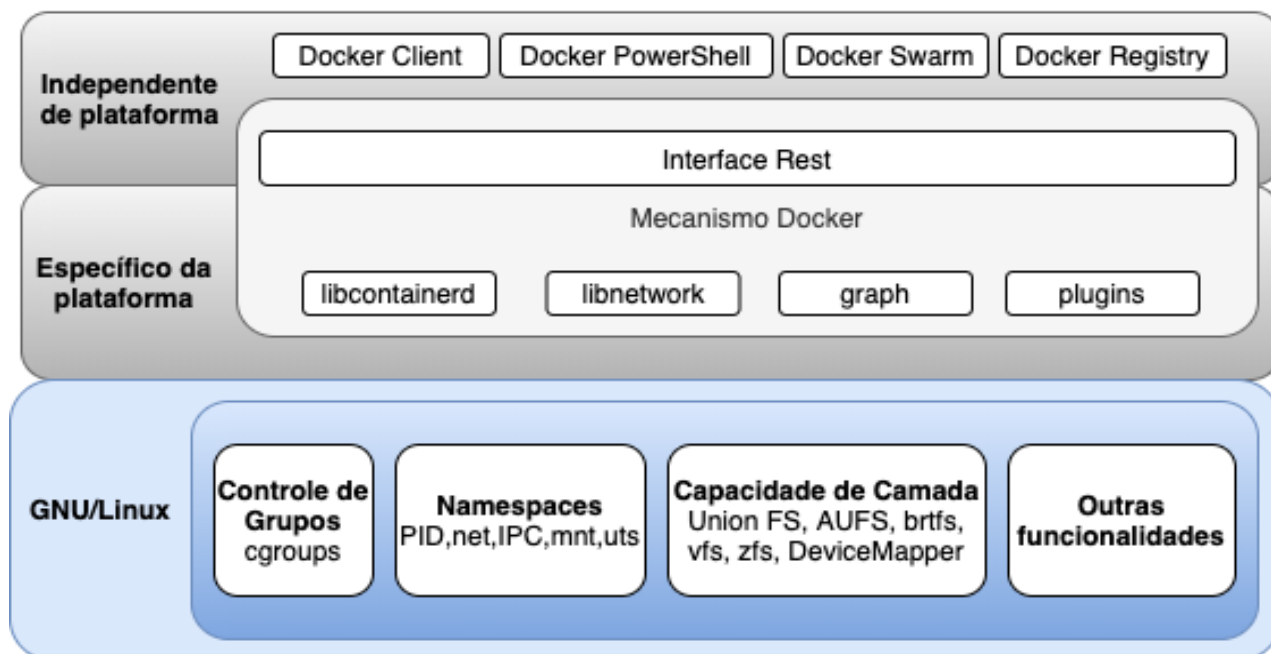 Docker Client
Docker PowerShell
Docker Swarm
Docker Registry
Independente
de plataforma
Interface Rest
Mecanismo Docker
Específico da
plataforma
libcontainerd
libnetwork
graph
plugins
GNU/Linux
Controle de
Grupos
cgroups
Namespaces
PID,net,IPC,mnt,uts
Capacidade de Camada
Union FS, AUFS, brtfs,
vfs, zfs, DeviceMapper
Outras
funcionalidades